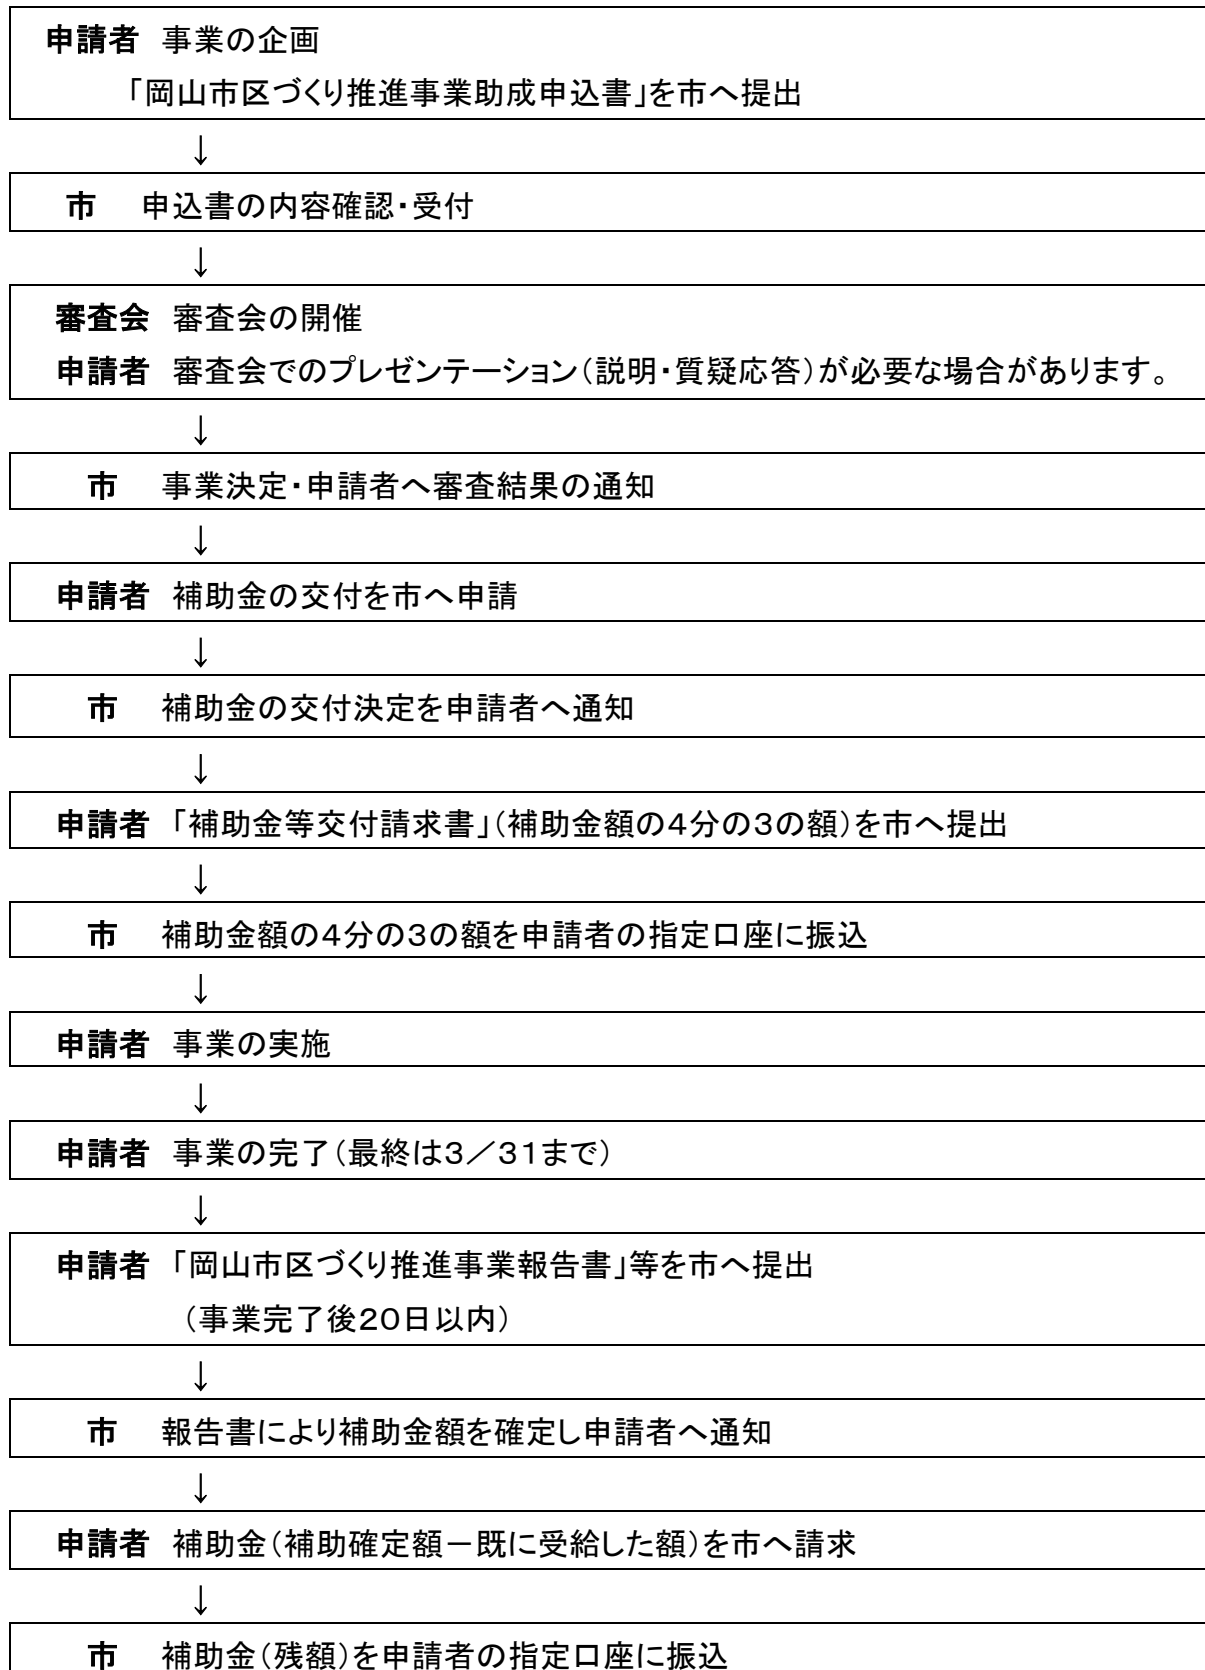 申請者 事業の企画
「岡山市区づくり推進事業助成申込書」を市へ提出
↓
市 申込書の内容確認・受付
↓
審査会 審査会の開催
申請者 審査会でのプレゼンテーション（説明・質疑応答）が必要な場合があります。
↓
市 事業決定・申請者へ審査結果の通知
↓
申請者 補助金の交付を市へ申請
↓
市 補助金の交付決定を申請者へ通知
↓
申請者 「補助金等交付請求書」（補助金額の４分の３の額）を市へ提出
↓
市 補助金額の４分の３の額を申請者の指定口座に振込
↓
申請者 事業の実施
↓
申請者 事業の完了（最終は３／３１まで）
↓
申請者 「岡山市区づくり推進事業報告書」等を市へ提出
（事業完了後２０日以内）
↓
市 報告書により補助金額を確定し申請者へ通知
↓
申請者 補助金（補助確定額－既に受給した額）を市へ請求
↓
市 補助金（残額）を申請者の指定口座に振込